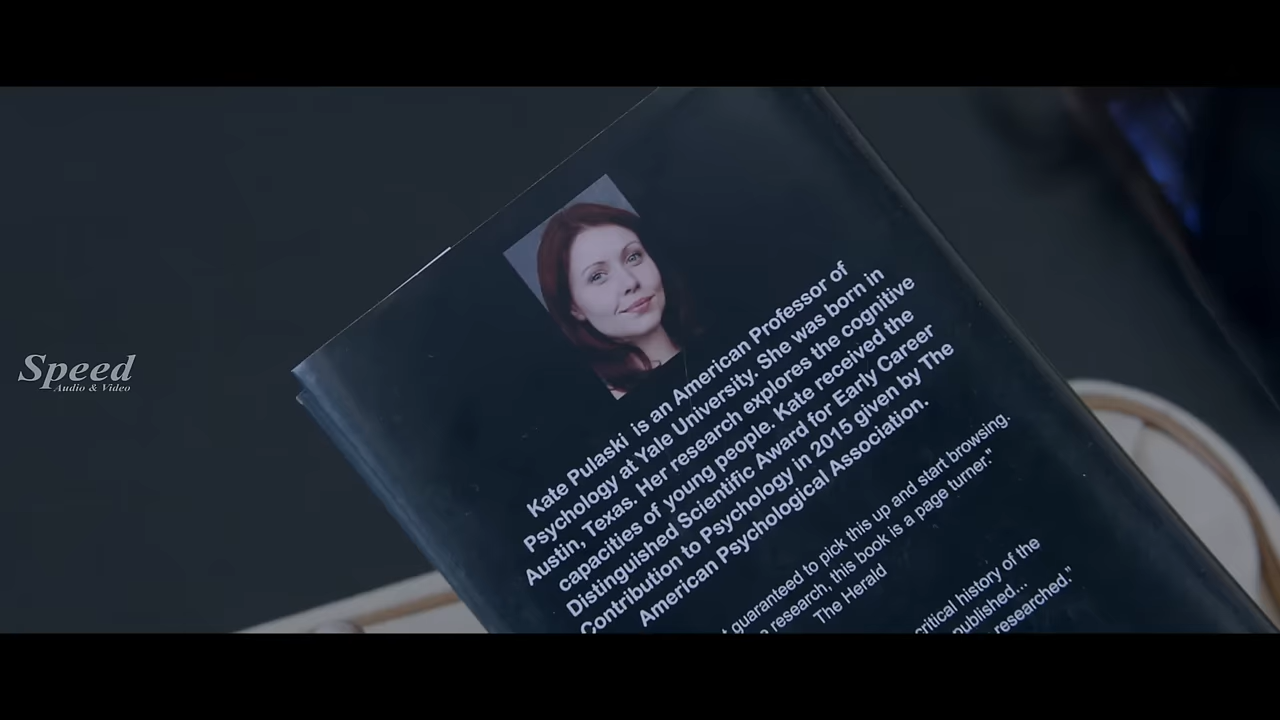 Speed
Audio & Video
Kate Pulaski is an American Professor of
Psychology at Yale University. She was born in
Austin, Texas. Her research explores the cognitive
capacities of young people. Kate received the
Distinguished Scientific Award for Early Career
Contribution to Psychology in 2015 given by The
American Psychological Association.
guaranteed to pick this up and start browsing.
research, this book is a page turner."
The Herald
critical history of the
published...
researched."